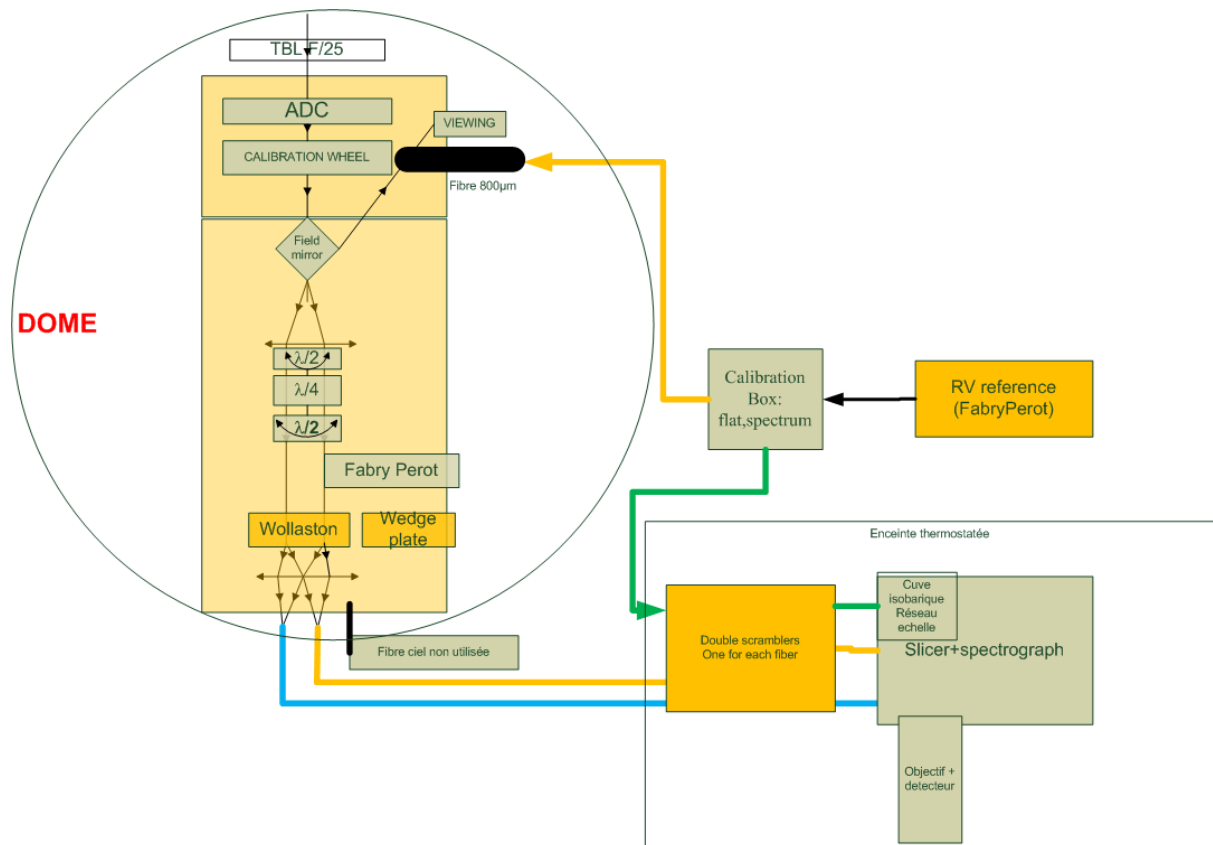 TBL F/25
ADC
VIEWING
CALIBRATION WHEEL
Fibre 800µm
Field
mirror
DOME
λ/2
λ/4
λ/2
Calibration
Box:
flat,spectrum
RV reference
(FabryPerot)
Fabry Perot
Wollaston
Wedge
plate
Enceinte thermostatée
Cuve
isobarique
Réseau
echelle
Double scramblers
One for each fiber
Slicer+spectrograph
Fibre ciel non utilisée
Objectif +
detecteur